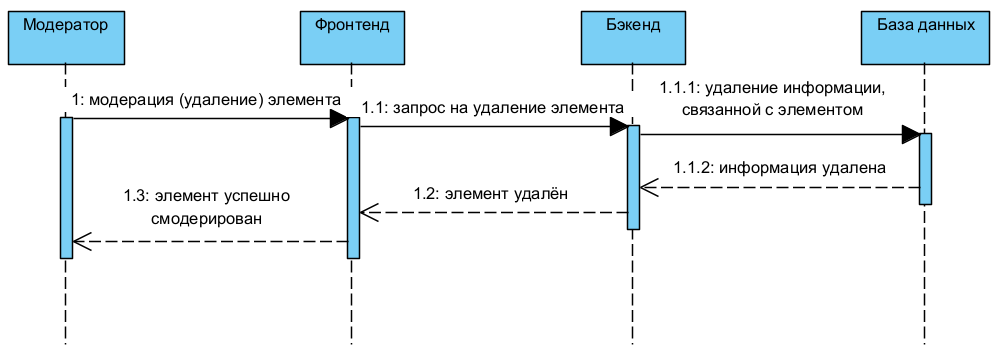 Модератор
Фронтенд
Бэкенд
База данных
1: модерация (удаление) элемента
1.1: запрос на удаление элемента
1.1.1: удаление информации,
связанной с элементом
1.1.2: информация удалена
1.2: элемент удалён
1.3: элемент успешно
смодерирован